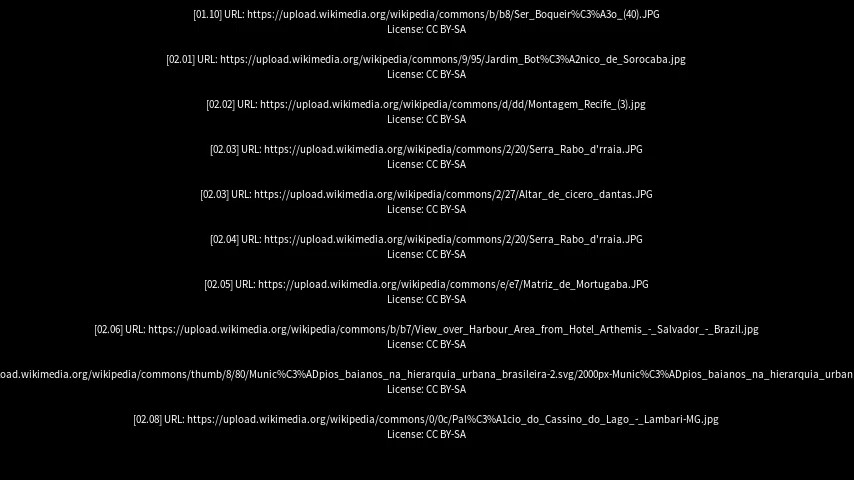 [01.10] URL: https://upload.wikimedia.org/wikipedia/commons/b/b8/Ser_Boqueir%C3%A3o_(40).JPG
License: CC BY-SA
[02.01] URL: https://upload.wikimedia.org/wikipedia/commons/9/95/Jardim_Bot%C3%A2nico_de_Sorocaba.jpg
License: CC BY-SA
[02.02] URL: https://upload.wikimedia.org/wikipedia/commons/d/dd/Montagem_Recife_(3).jpg
License: CC BY-SA
[02.03] URL: https://upload.wikimedia.org/wikipedia/commons/2/20/Serra_Rabo_d'rraia.JPG
License: CC BY-SA
[02.03] URL: https://upload.wikimedia.org/wikipedia/commons/2/27/Altar_de_cicero_dantas.JPG
License: CC BY-SA
[02.04] URL: https://upload.wikimedia.org/wikipedia/commons/2/20/Serra_Rabo_d'rraia.JPG
License: CC BY-SA
[02.05] URL: https://upload.wikimedia.org/wikipedia/commons/e/e7/Matriz_de_Mortugaba.JPG
License: CC BY-SA
[02.06] URL: https://upload.wikimedia.org/wikipedia/commons/b/b7/View_over_Harbour_Area_from_Hotel_Arthemis_-_Salvador_-_Brazil.jpg
License: CC BY-SA
oad.wikimedia.org/wikipedia/commons/thumb/8/80/Munic%C3%ADpios_baianos_na_hierarquia_urbana_brasileira-2.svg/2000px-Munic%C3%ADpios_baianos_na_hierarquia_urban
License: CC BY-SA
[02.08] URL: https://upload.wikimedia.org/wikipedia/commons/0/0c/Pal%C3%A1cio_do_Cassino_do_Lago_-_Lambari-MG.jpg
License: CC BY-SA